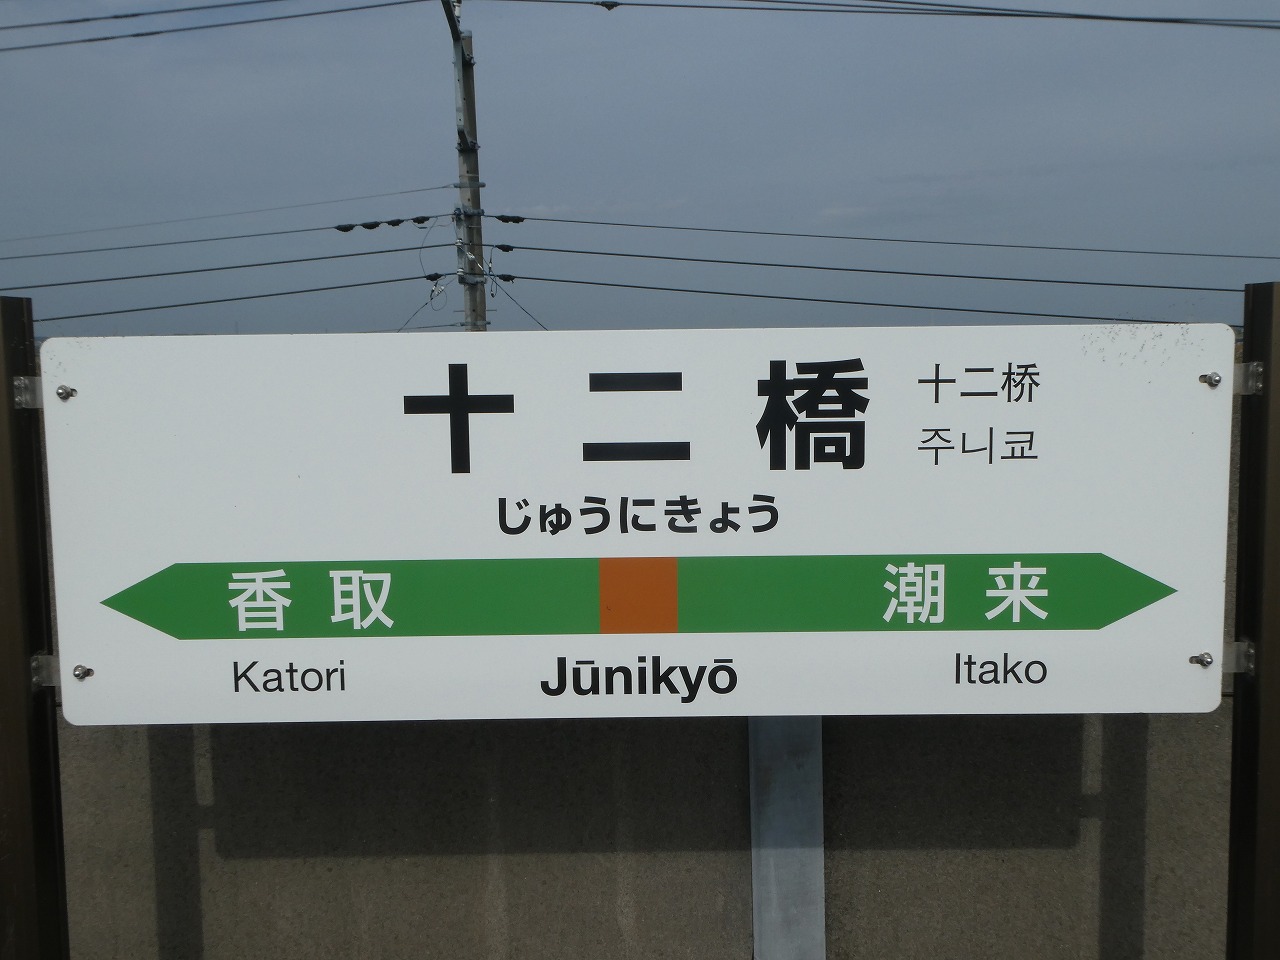 十二橋
十二桥
주니쿄
じゅうにきょう
香取 潮来
Katori Jūnikyō Itako